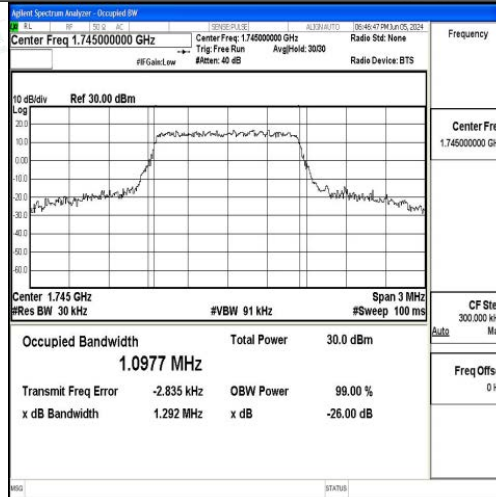 Agilent Spectrum Analyzer - Occupied BW
RL RF 50 Ω AC SENSE:PULSE ALIGN AUTO 06:46:47 PM Jun 05, 2024
Center Freq 1.745000000 GHz Center Freq: 1.745000000 GHz Radio Std: None
Trig: Free Run Avg|Hold: 30/30
#IFGain:Low #Atten: 40 dB Radio Device: BTS
Frequency
10 dB/div Ref 30.00 dBm
Log
20.0
10.0
0.00
-10.0
-20.0
-30.0
-40.0
-50.0
-60.0
Center Fre
1.745000000 GH
Center 1.745 GHz Span 3 MHz
#Res BW 30 kHz #VBW 91 kHz #Sweep 100 ms
CF Ste
300.000 kH
Auto Ma
Occupied Bandwidth Total Power 30.0 dBm
1.0977 MHz
Transmit Freq Error -2.835 kHz OBW Power 99.00 %
x dB Bandwidth 1.292 MHz x dB -26.00 dB
Freq Offse
0 H
MSG STATUS